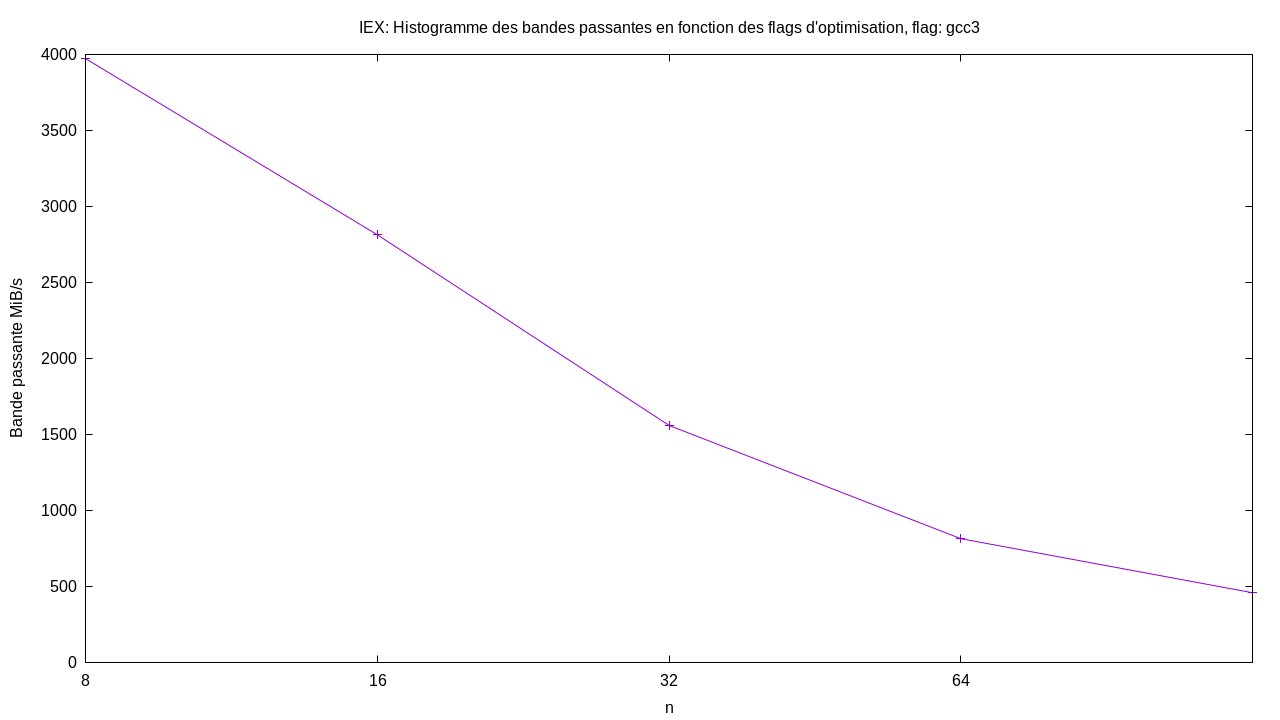 IEX: Histogramme des bandes passantes en fonction des flags d'optimisation, flag: gcc3
4000
3500
3000
2500
2000
1500
1000
500
0
Bande passante MiB/s
8 16 32 64
n